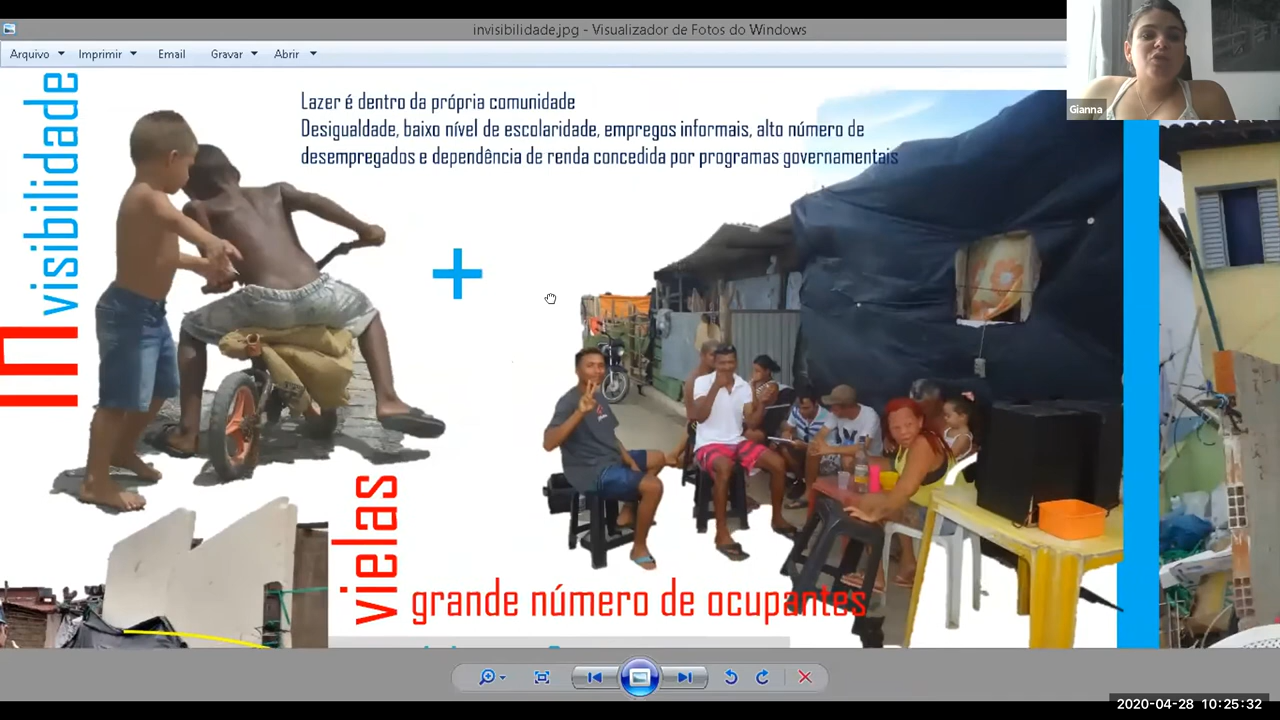 invisibilidade.jpg - Visualizador de Fotos do Windows
Arquivo Imprimir Email Gravar Abrir
Gianna
Invisibilidade
Lazer é dentro da própria comunidade
Desigualdade, baixo nível de escolaridade, empregos informais, alto número de
desempregados e dependência de renda concedida por programas governamentais
+
vielas
grande número de ocupantes
2020-04-28 10:25:32